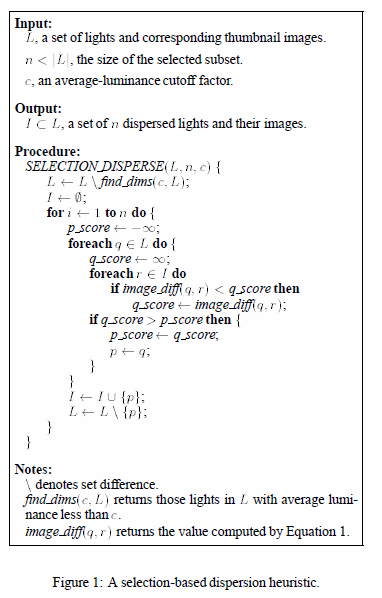 Input:
L, a set of lights and corresponding thumbnail images.
n < |L|, the size of the selected subset.
c, an average-luminance cutoff factor.
Output:
I ⊂ L, a set of n dispersed lights and their images.
Procedure:
SELECTION_DISPERSE(L, n, c) {
L ← L \ find_dims(c, L);
I ← ∅;
for i ← 1 to n do {
p_score ← −∞;
foreach q ∈ L do {
q_score ← ∞;
foreach r ∈ I do
if image_diff(q, r) < q_score then
q_score ← image_diff(q, r);
if q_score > p_score then {
p_score ← q_score;
p ← q;
}
}
I ← I ∪ {p};
L ← L \ {p};
}
}
Notes:
\ denotes set difference.
find_dims(c, L) returns those lights in L with average lumi-
nance less than c.
image_diff(q, r) returns the value computed by Equation 1.
Figure 1: A selection-based dispersion heuristic.